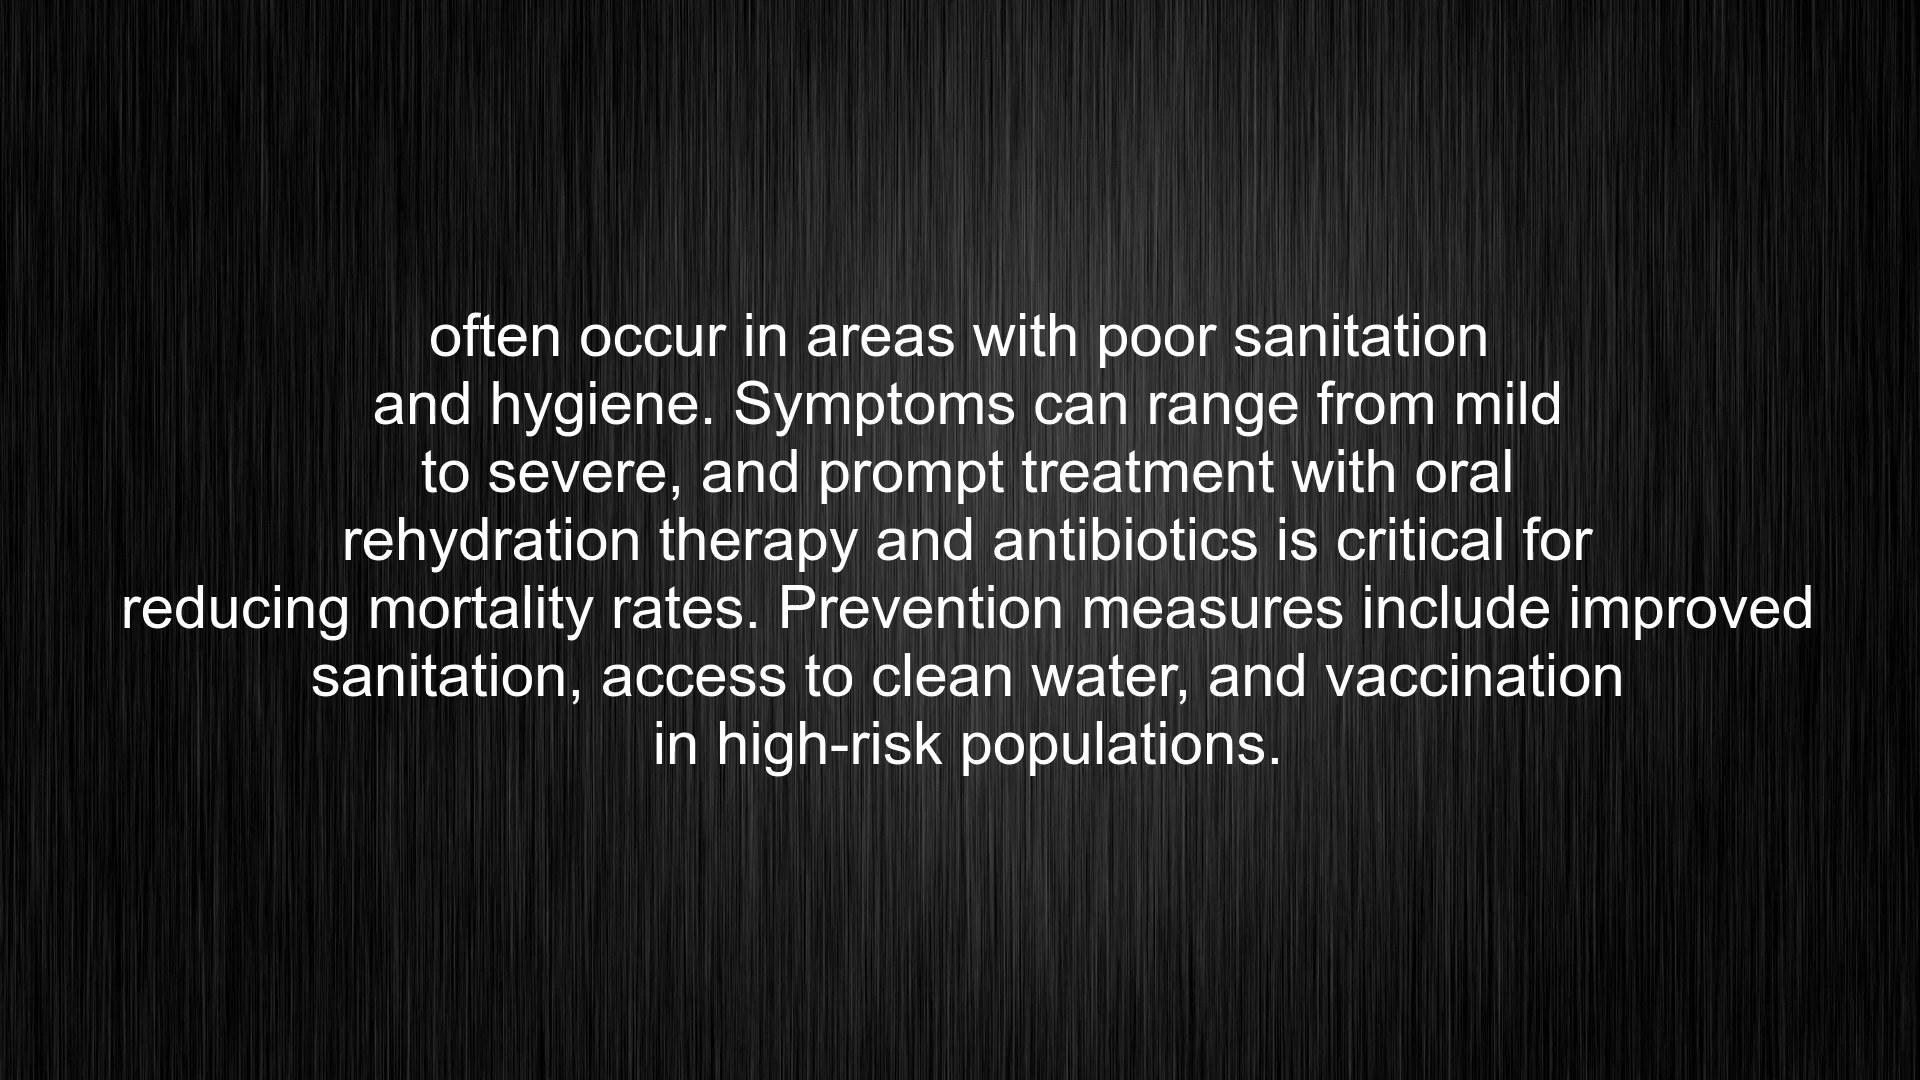 often occur in areas with poor sanitation
and hygiene. Symptoms can range from mild
to severe, and prompt treatment with oral
rehydration therapy and antibiotics is critical for
reducing mortality rates. Prevention measures include improved
sanitation, access to clean water, and vaccination
in high-risk populations.